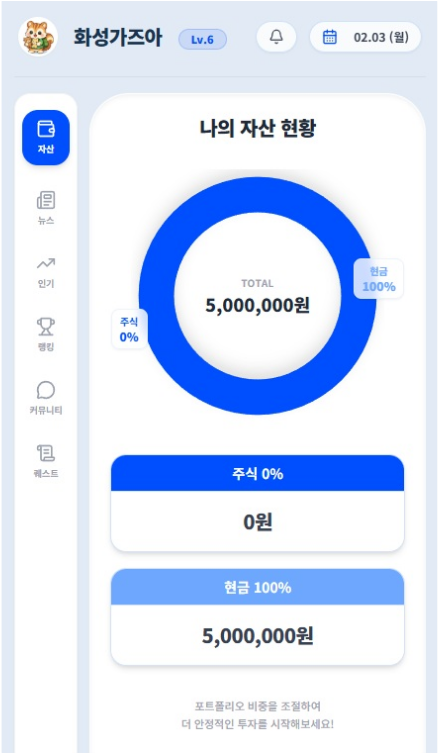 화성가즈아 Lv.6 02.03 (월)
자산
뉴스
인기
랭킹
커뮤니티
퀘스트
나의 자산 현황
TOTAL
5,000,000원
현금
100%
주식
0%
주식 0%
0원
현금 100%
5,000,000원
포트폴리오 비중을 조절하여
더 안정적인 투자를 시작해보세요!